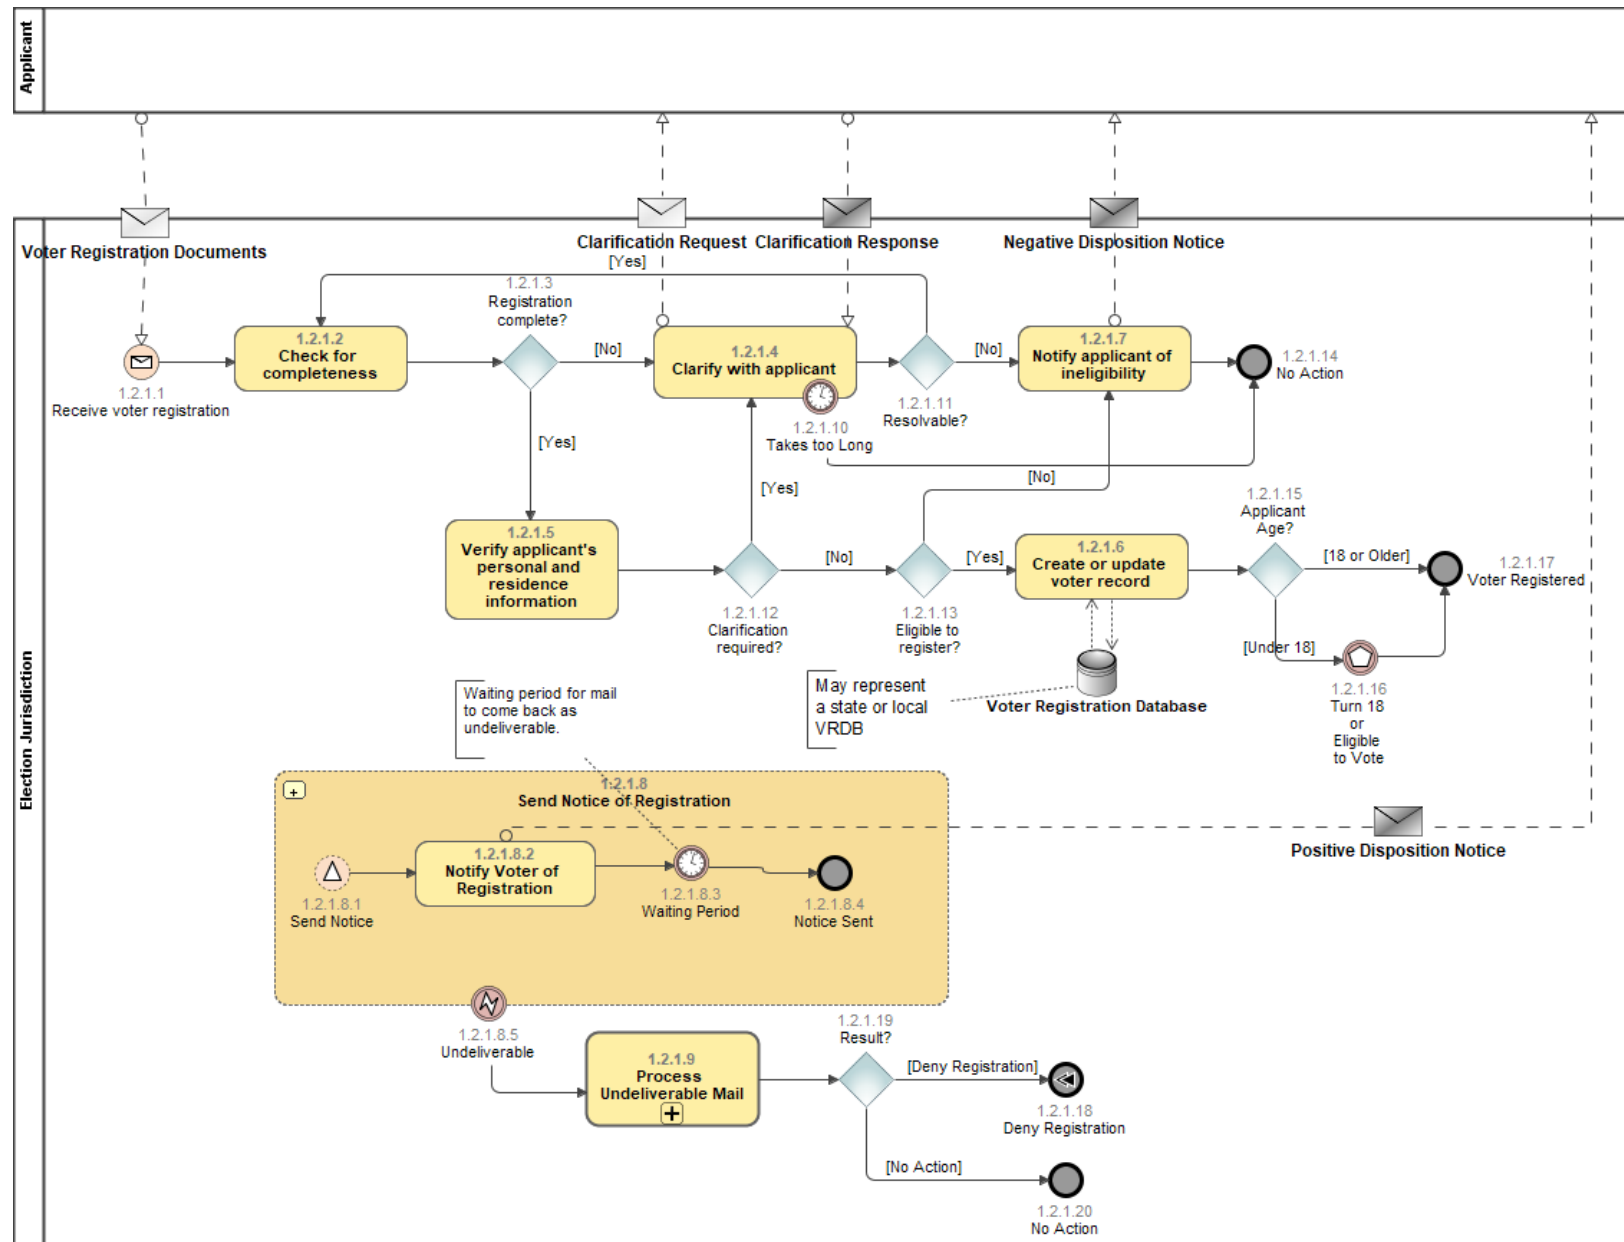 Applicant
Voter Registration Documents
Clarification Request
Clarification Response
Negative Disposition Notice
Election Jurisdiction
[Yes]
1.2.1.1
Receive voter registration
1.2.1.2
Check for
completeness
1.2.1.3
Registration
complete?
[No]
[Yes]
1.2.1.4
Clarify with applicant
1.2.1.10
Takes too Long
1.2.1.11
Resolvable?
[No]
1.2.1.7
Notify applicant of
ineligibility
1.2.1.14
No Action
1.2.1.5
Verify applicant's
personal and
residence
information
[Yes]
1.2.1.12
Clarification
required?
[No]
[No]
1.2.1.13
Eligible to
register?
[Yes]
1.2.1.6
Create or update
voter record
1.2.1.15
Applicant
Age?
[18 or Older]
1.2.1.17
Voter Registered
[Under 18]
1.2.1.16
Turn 18
or
Eligible
to Vote
Waiting period for mail
to come back as
undeliverable.
May represent
a state or local
VRDB
Voter Registration Database
1.2.1.8
Send Notice of Registration
1.2.1.8.1
Send Notice
1.2.1.8.2
Notify Voter of
Registration
1.2.1.8.3
Waiting Period
1.2.1.8.4
Notice Sent
Positive Disposition Notice
1.2.1.8.5
Undeliverable
1.2.1.9
Process
Undeliverable Mail
1.2.1.19
Result?
[Deny Registration]
1.2.1.18
Deny Registration
[No Action]
1.2.1.20
No Action